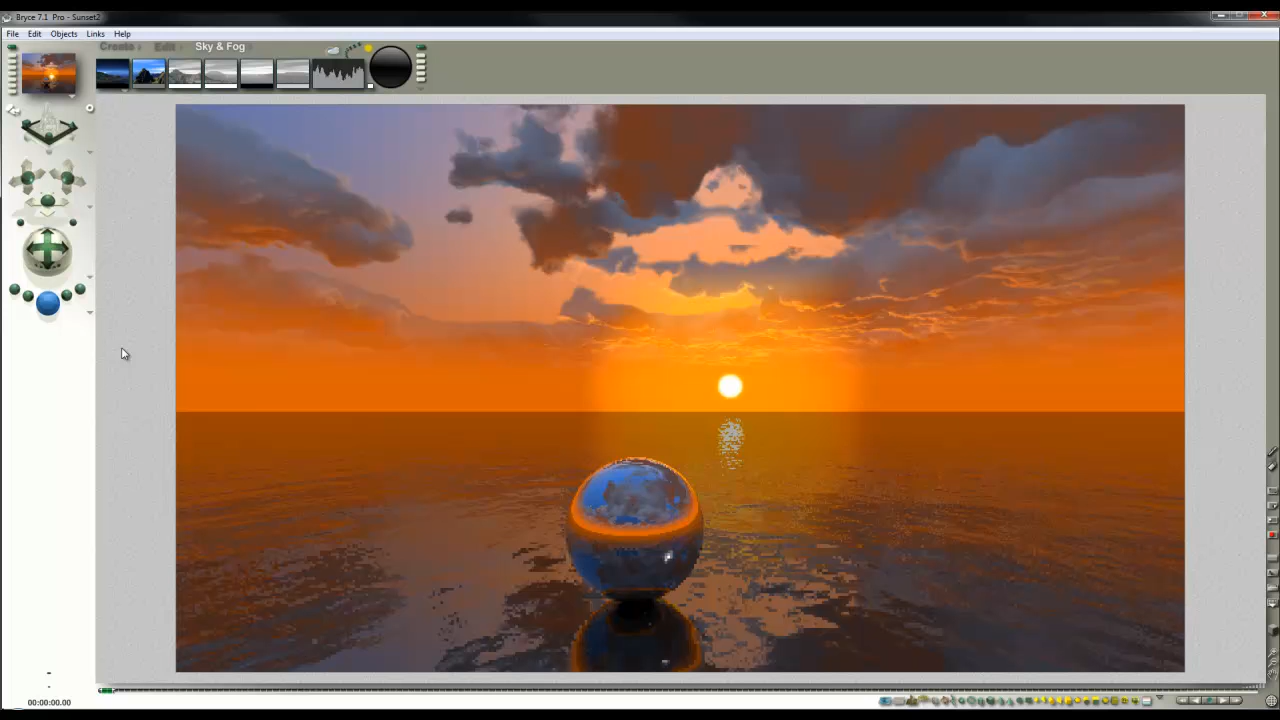 Bryce 7.1 Pro - Sunset2
File Edit Objects Links Help
Create Edit Sky & Fog
00:00:00.00